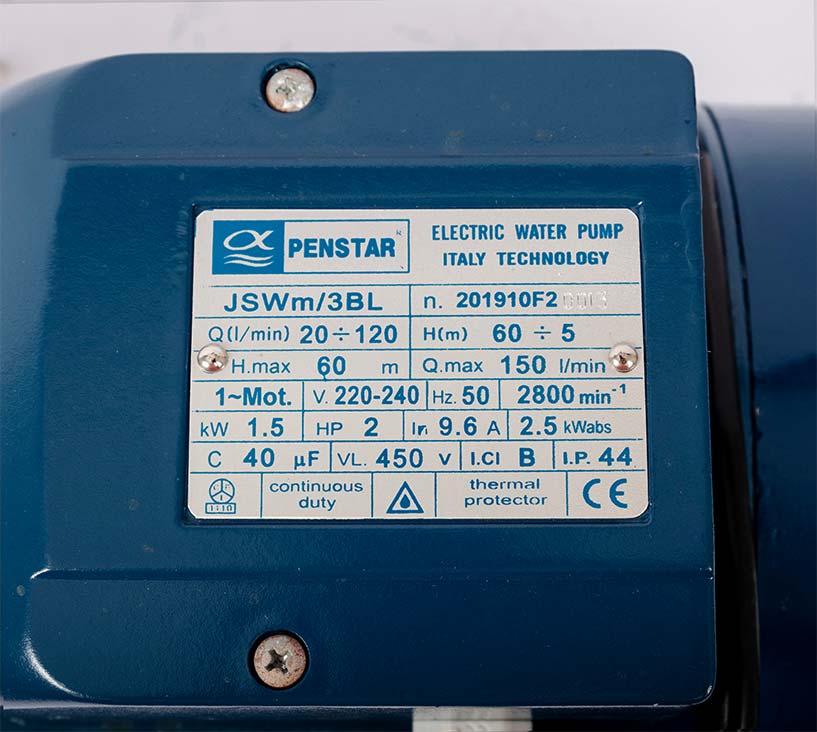 α PENSTAR R
ELECTRIC WATER PUMP
ITALY TECHNOLOGY
JSWm/3BL n. 201910F2
Q(l/min) 20÷120 H(m) 60 ÷ 5
H.max 60 m Q.max 150 l/min
1~Mot. V. 220-240 Hz. 50 2800 min⁻¹
kW 1.5 HP 2 In 9.6 A 2.5 kWabs
C 40 µF VL. 450 V I.Cl B I.P. 44
continuous duty
thermal protector
CE